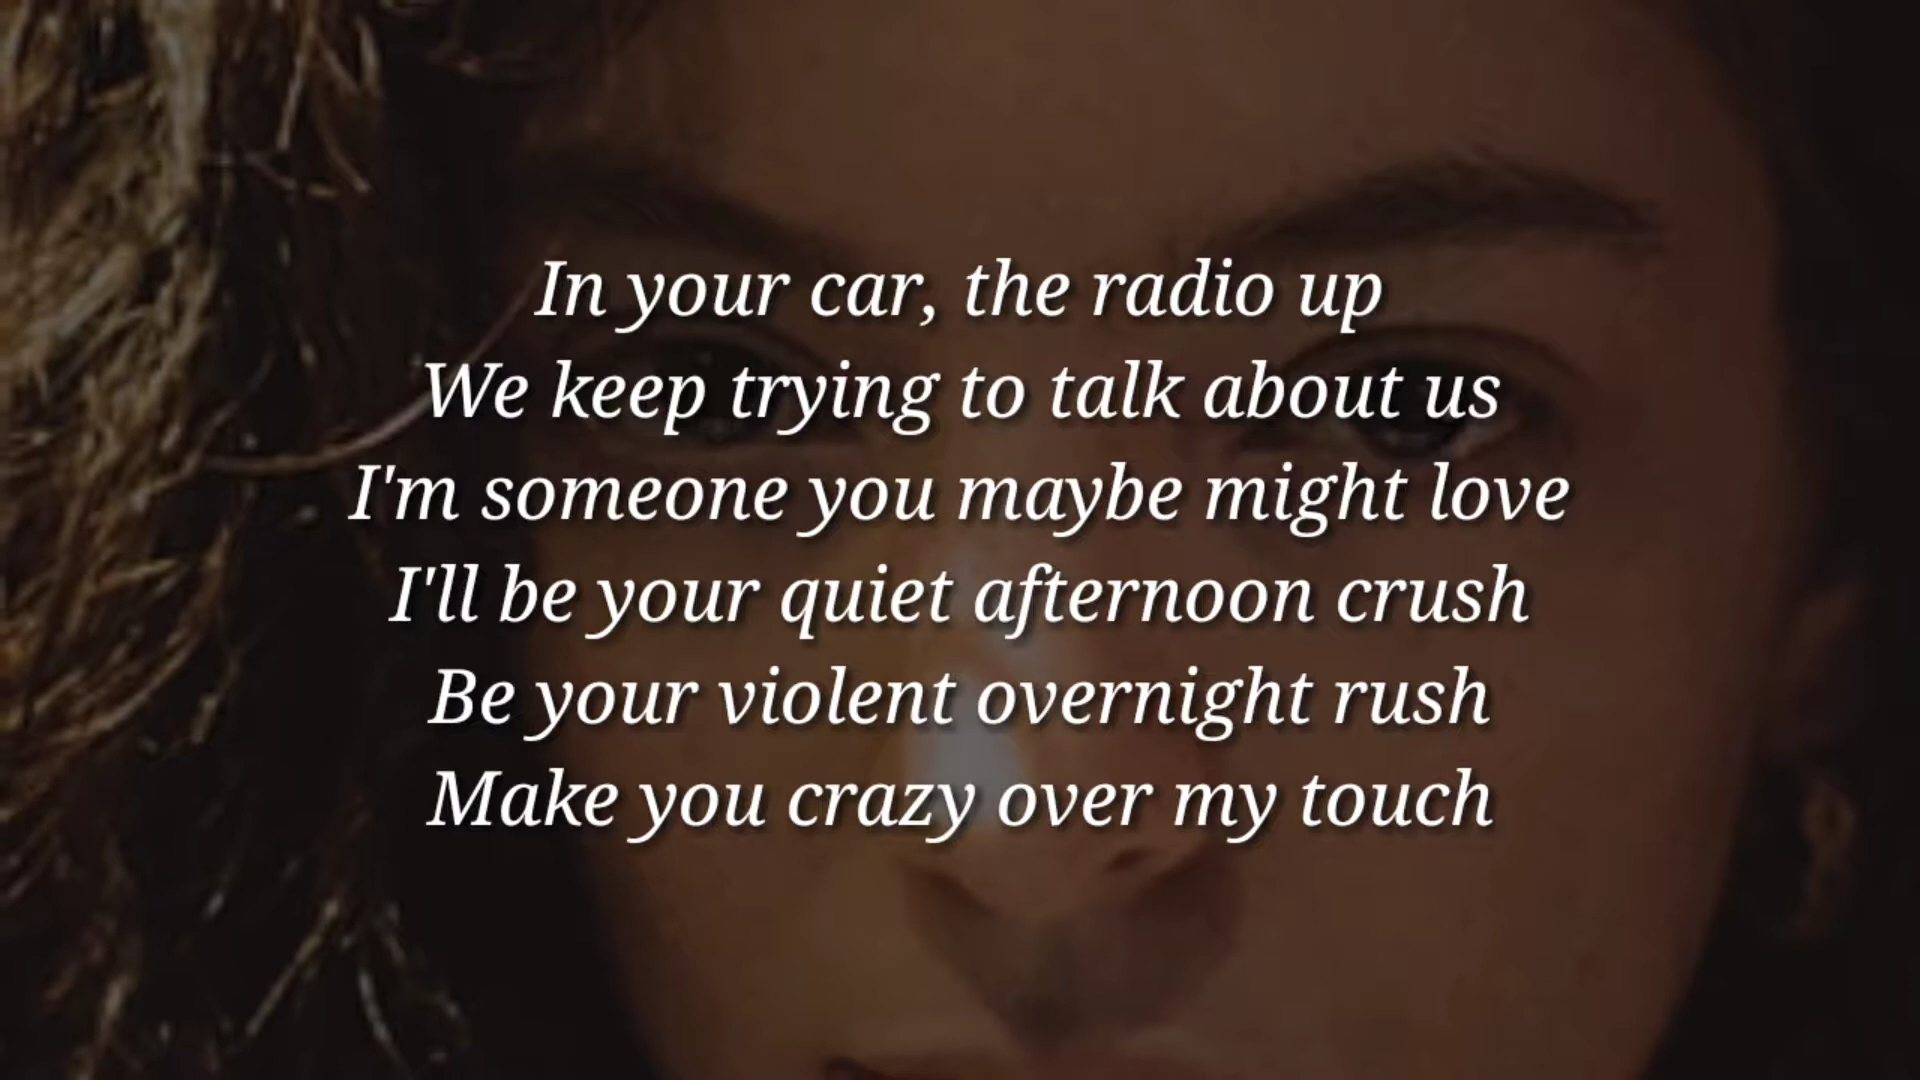 In your car, the radio up
We keep trying to talk about us
I'm someone you maybe might love
I'll be your quiet afternoon crush
Be your violent overnight rush
Make you crazy over my touch